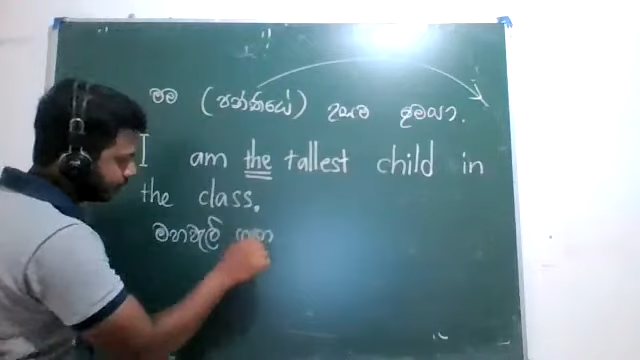 මම (පන්තියේ) උසම ළමයා.
I am the tallest child in
the class.
මහවැලි ගඟ